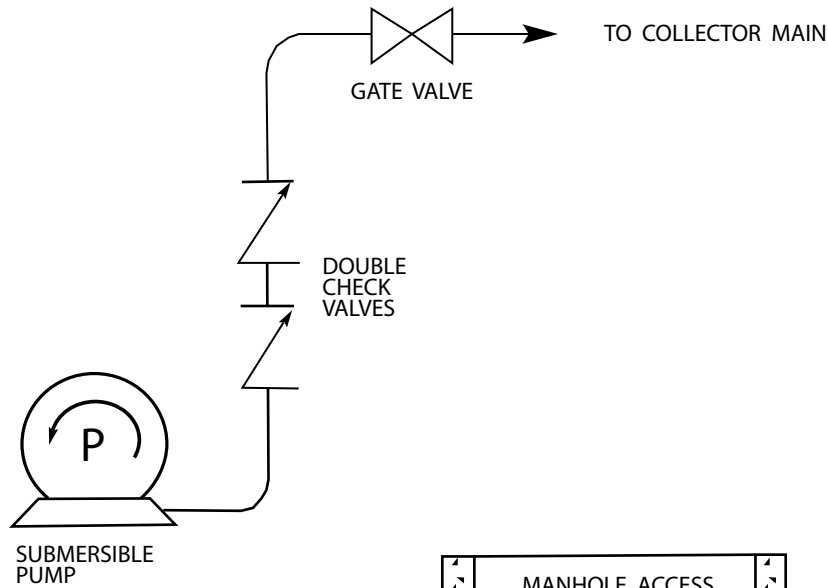 TO COLLECTOR MAIN
GATE VALVE
DOUBLE
CHECK
VALVES
P
SUBMERSIBLE
PUMP
MANHOLE ACCESS